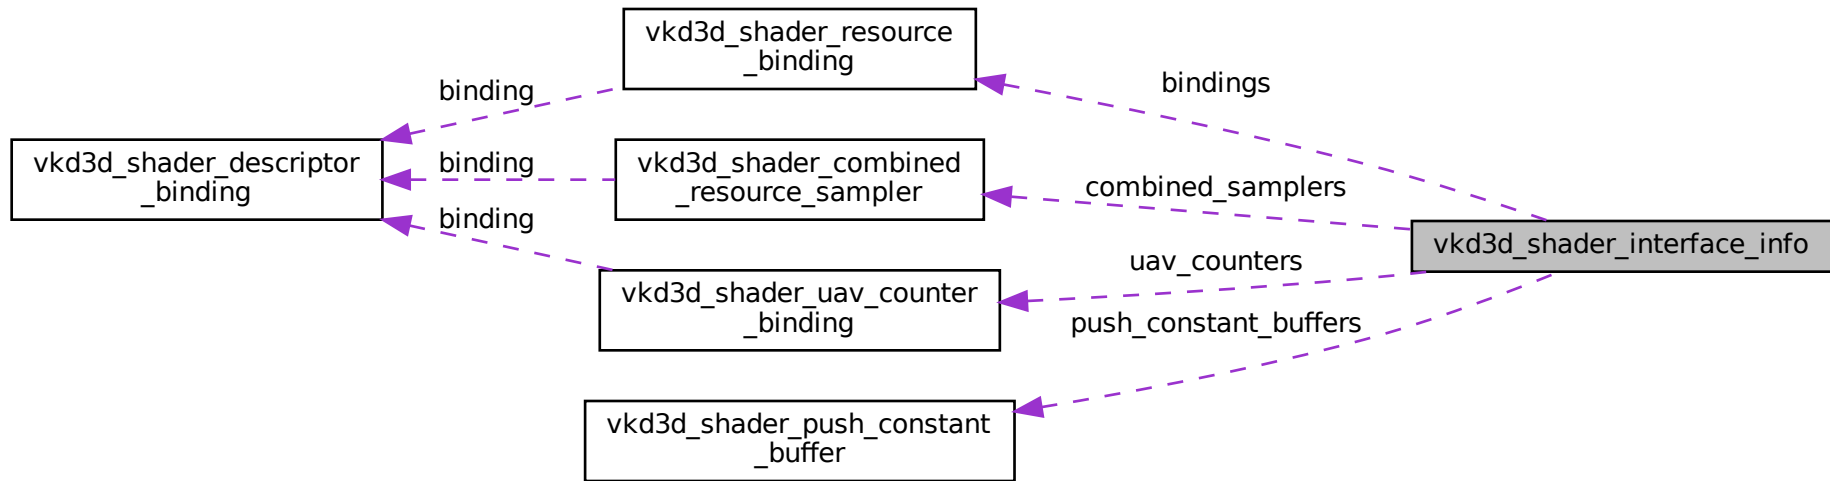 vkd3d_shader_resource
_binding
bindings
binding
vkd3d_shader_descriptor
_binding
binding
vkd3d_shader_combined
_resource_sampler
combined_samplers
binding
vkd3d_shader_interface_info
uav_counters
vkd3d_shader_uav_counter
_binding
push_constant_buffers
vkd3d_shader_push_constant
_buffer